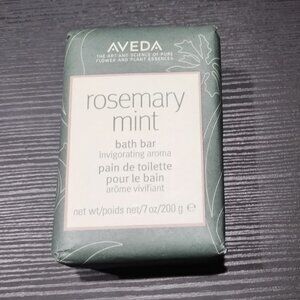 AVEDA
THE ART AND SCIENCE OF PURE
FLOWER AND PLANT ESSENCES
rosemary
mint
bath bar
invigorating aroma
pain de toilette
pour le bain
arôme vivifiant
net wt/poids net/7 oz/200 g ℮